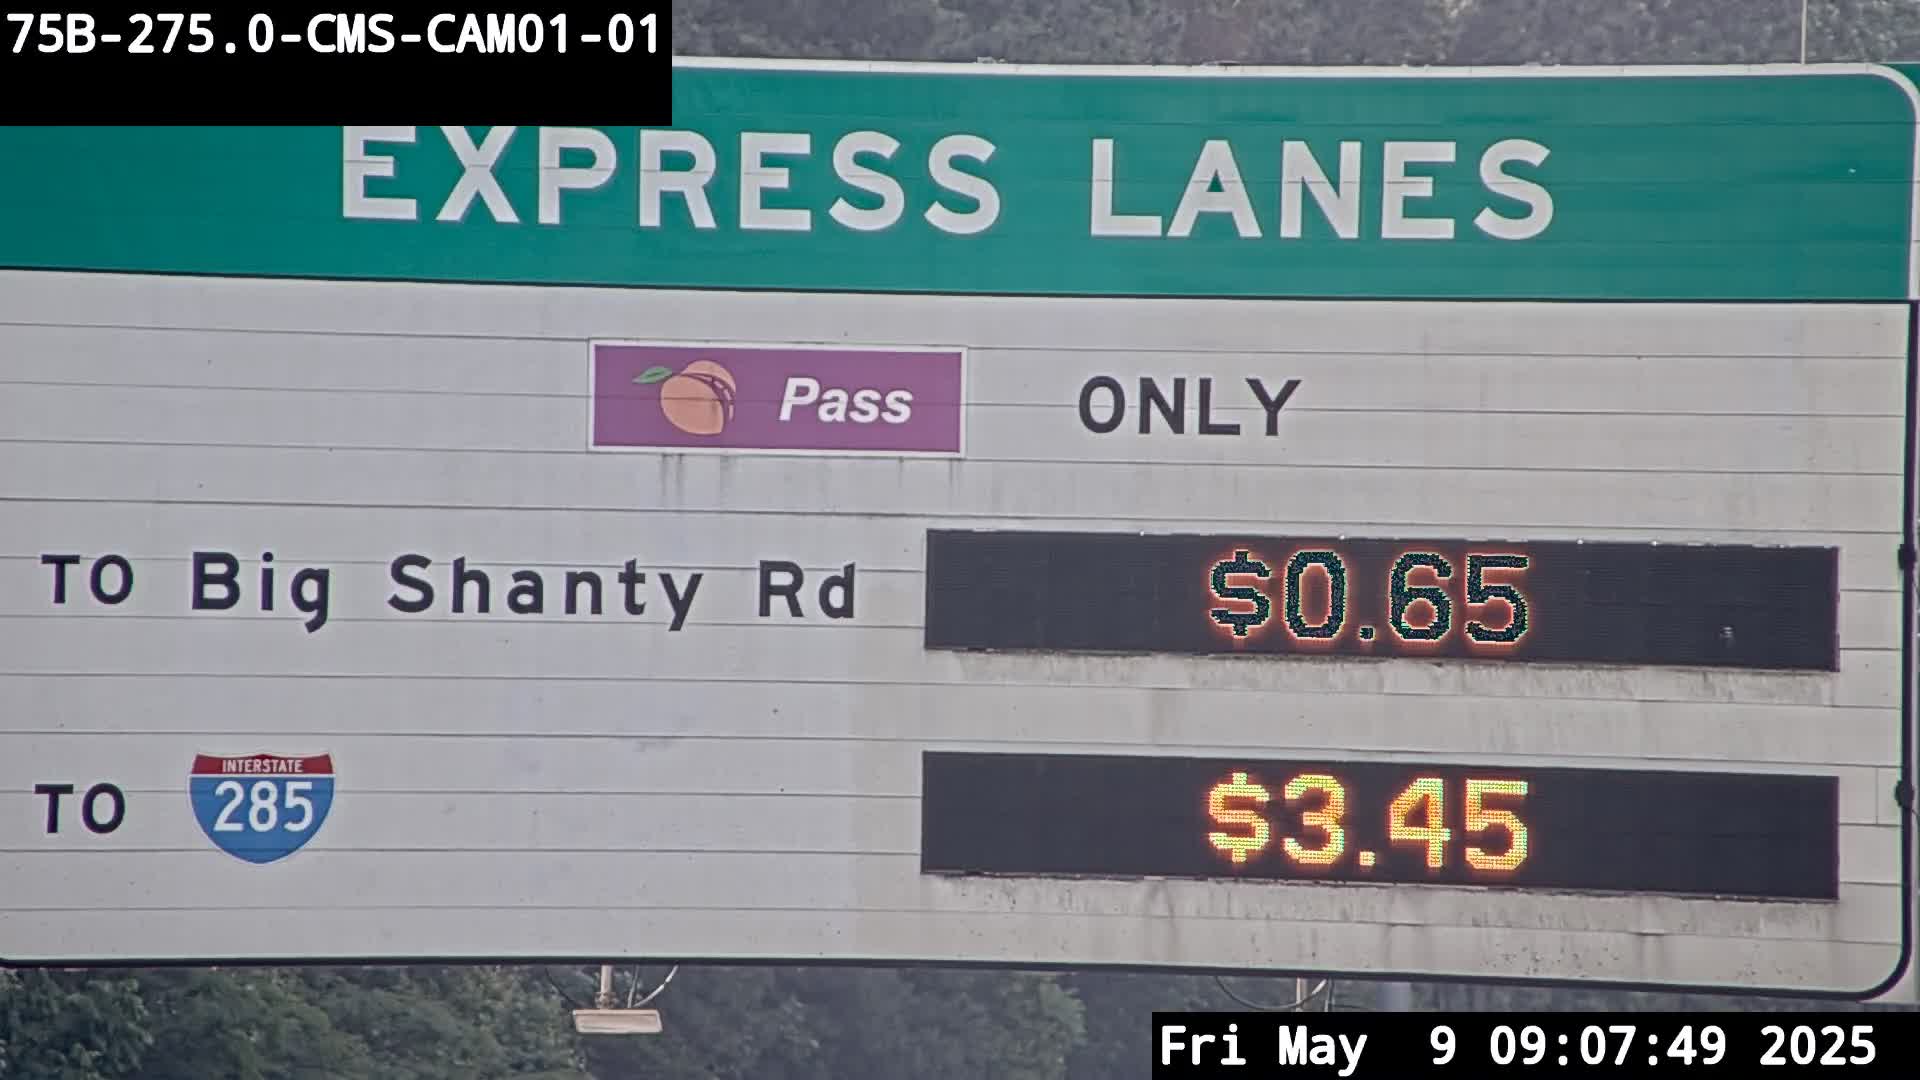 75B-275.0-CMS-CAM01-01
EXPRESS LANES
Pass ONLY
TO Big Shanty Rd $0.65
INTERSTATE
TO 285 $3.45
Fri May 9 09:07:49 2025